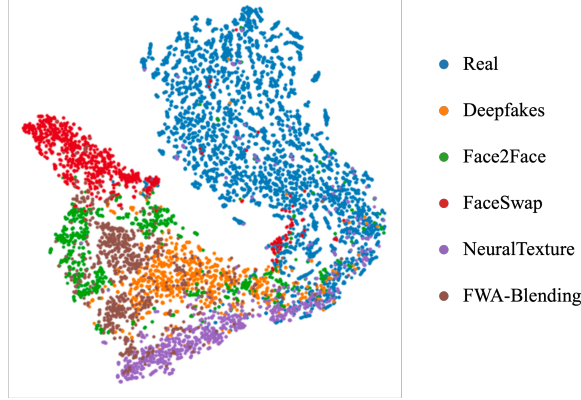 Real
Deepfakes
Face2Face
FaceSwap
NeuralTexture
FWA-Blending